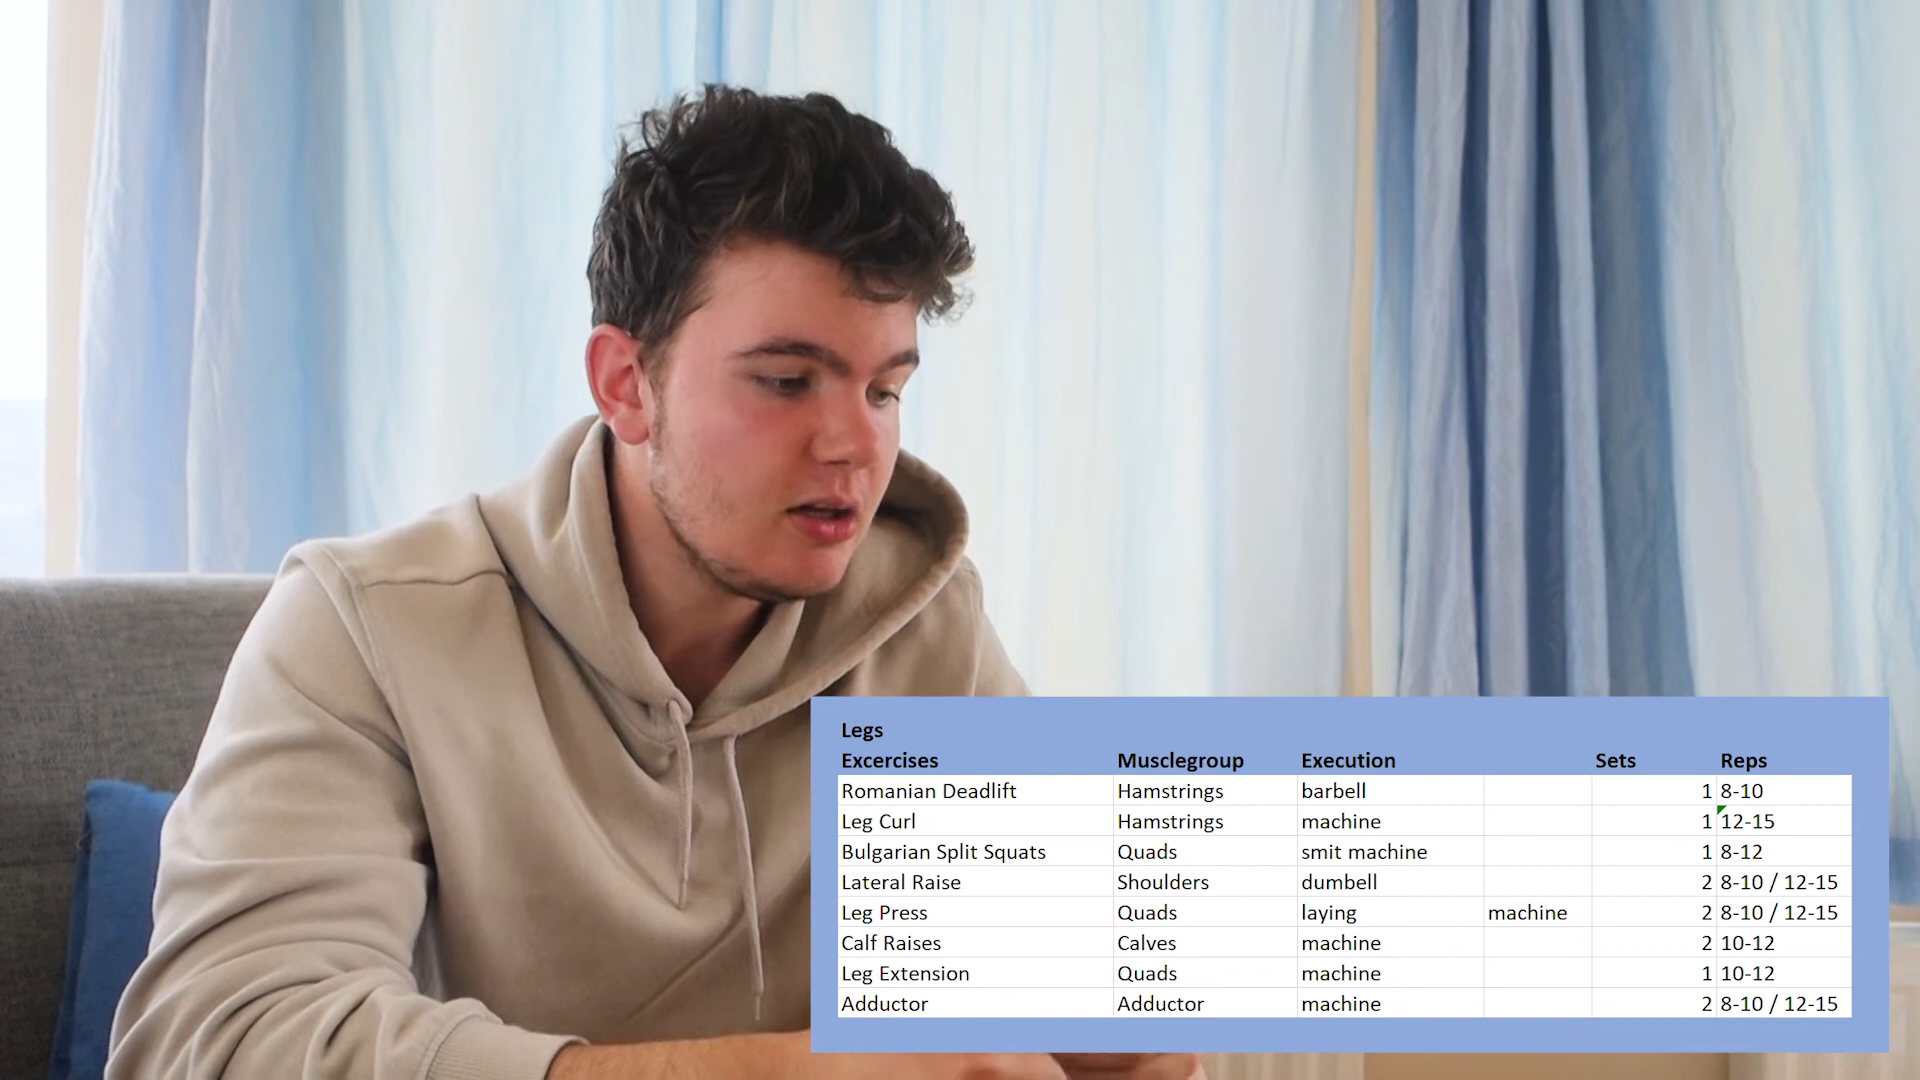 Legs
Excercises Musclegroup Execution Sets Reps
Romanian Deadlift Hamstrings barbell 1 8-10
Leg Curl Hamstrings machine 1 12-15
Bulgarian Split Squats Quads smit machine 1 8-12
Lateral Raise Shoulders dumbell 2 8-10 / 12-15
Leg Press Quads laying machine 2 8-10 / 12-15
Calf Raises Calves machine 2 10-12
Leg Extension Quads machine 1 10-12
Adductor Adductor machine 2 8-10 / 12-15